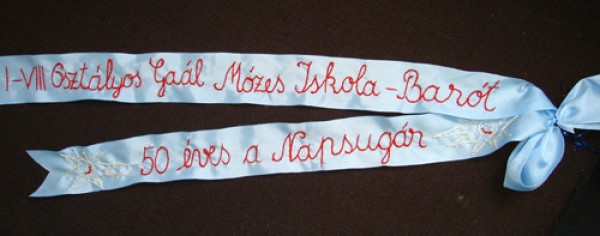 I-VIII Osztályos Gaál Mózes Iskola-Barót
50 éves a Napsugár